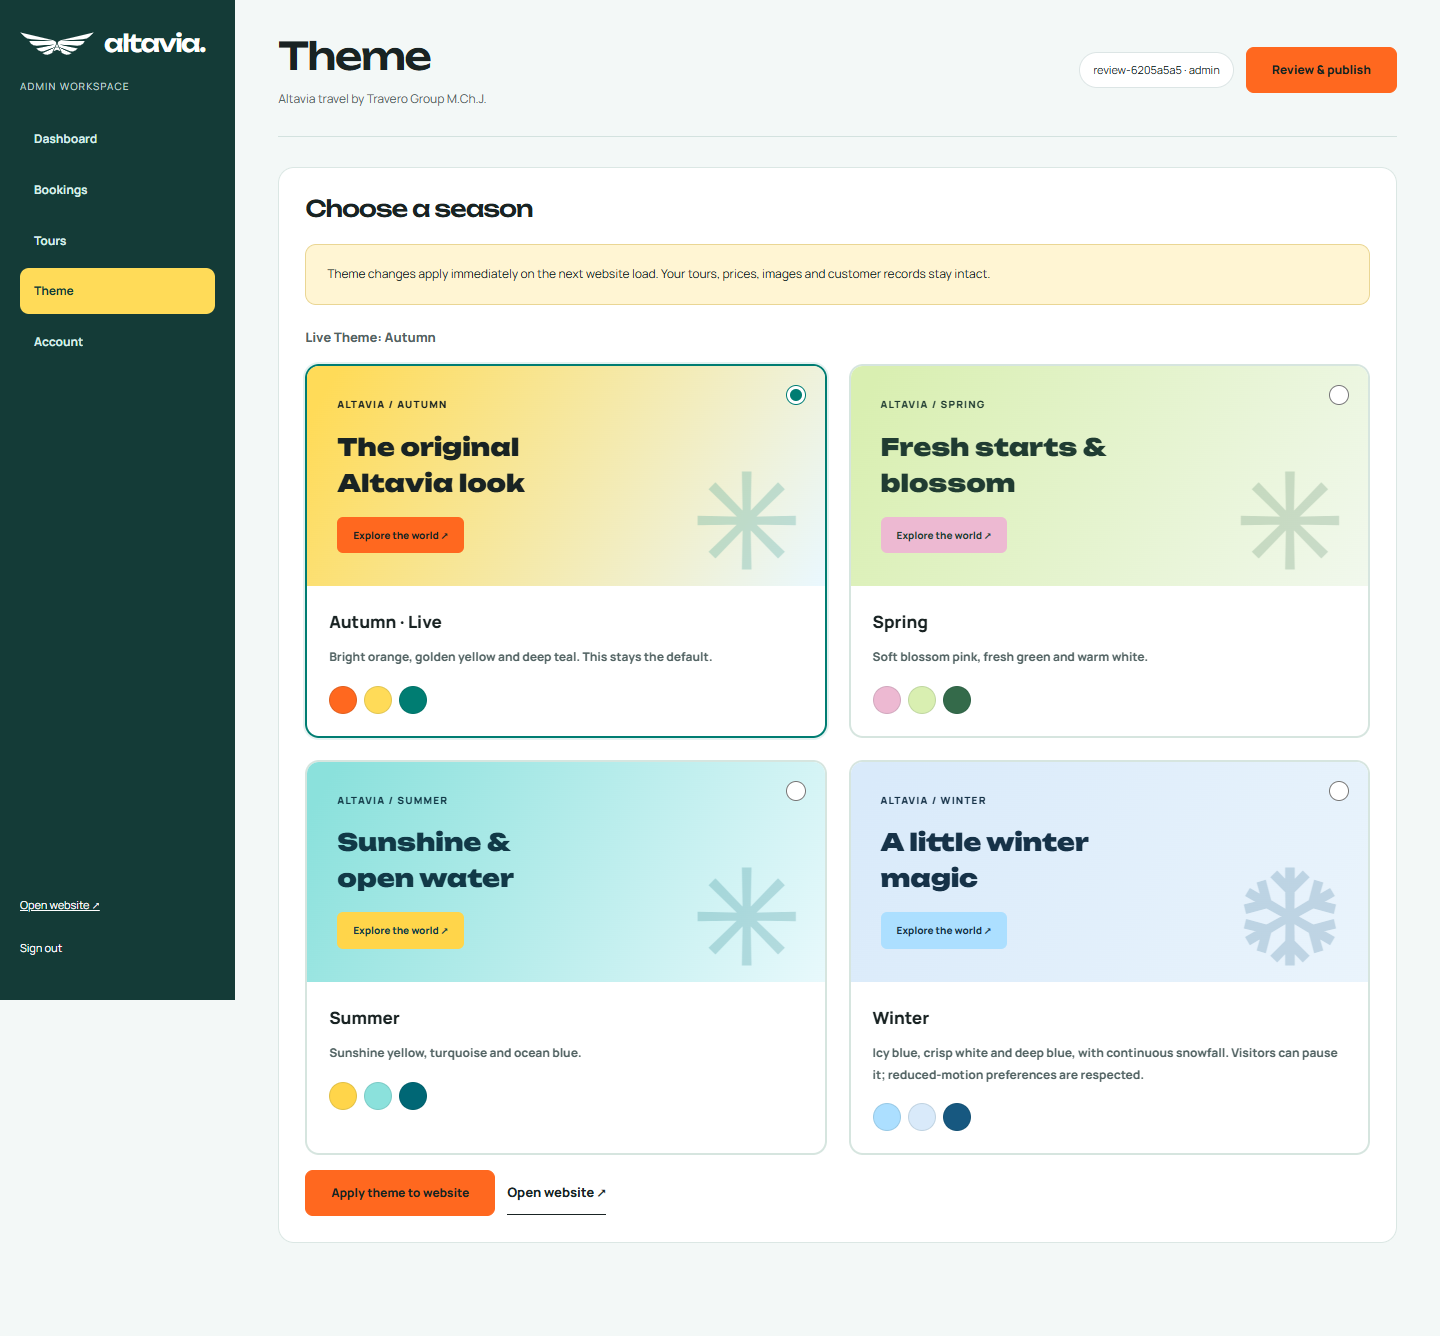 altavia.
ADMIN WORKSPACE
Dashboard
Bookings
Tours
Theme
Account
Open website ↗
Sign out
Theme
Altavia travel by Travero Group M.Ch.J.
review-6205a5a5 · admin
Review & publish
Choose a season
Theme changes apply immediately on the next website load. Your tours, prices, images and customer records stay intact.
Live Theme: Autumn
ALTAVIA / AUTUMN
The original
Altavia look
Explore the world ↗
Autumn · Live
Bright orange, golden yellow and deep teal. This stays the default.
ALTAVIA / SPRING
Fresh starts &
blossom
Explore the world ↗
Spring
Soft blossom pink, fresh green and warm white.
ALTAVIA / SUMMER
Sunshine &
open water
Explore the world ↗
Summer
Sunshine yellow, turquoise and ocean blue.
ALTAVIA / WINTER
A little winter
magic
Explore the world ↗
Winter
Icy blue, crisp white and deep blue, with continuous snowfall. Visitors can pause
it; reduced-motion preferences are respected.
Apply theme to website
Open website ↗